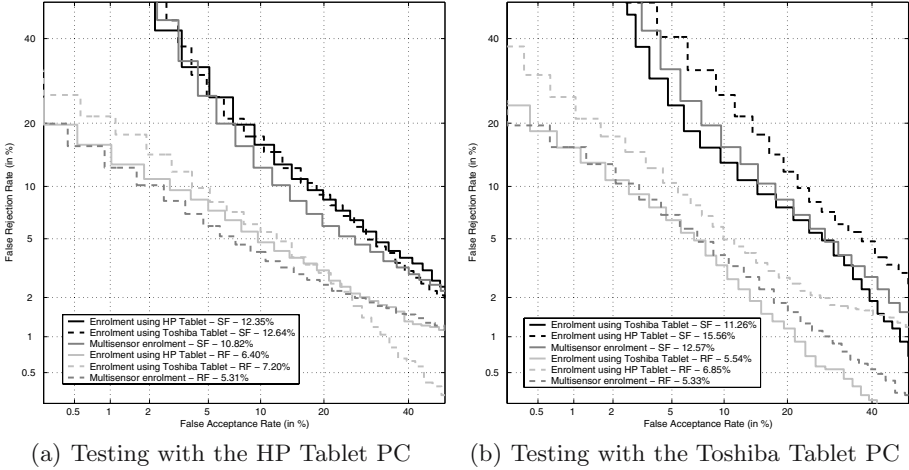 40
20
10
5
2
1
0.5
False Rejection Rate (in %)
Enrolment using HP Tablet – SF – 12.35%
Enrolment using Toshiba Tablet – SF – 12.64%
Multisensor enrolment – SF – 10.82%
Enrolment using HP Tablet – RF – 6.40%
Enrolment using Toshiba Tablet – RF – 7.20%
Multisensor enrolment – RF – 5.31%
0.5 1 2 5 10 20 40
False Acceptance Rate (in %)
(a) Testing with the HP Tablet PC
40
20
10
5
2
1
0.5
False Rejection Rate (in %)
Enrolment using Toshiba Tablet – SF – 11.26%
Enrolment using HP Tablet – SF – 15.56%
Multisensor enrolment – SF – 12.57%
Enrolment using Toshiba Tablet – RF – 5.54%
Enrolment using HP Tablet – RF – 6.85%
Multisensor enrolment – RF – 5.33%
0.5 1 2 5 10 20 40
False Acceptance Rate (in %)
(b) Testing with the Toshiba Tablet PC